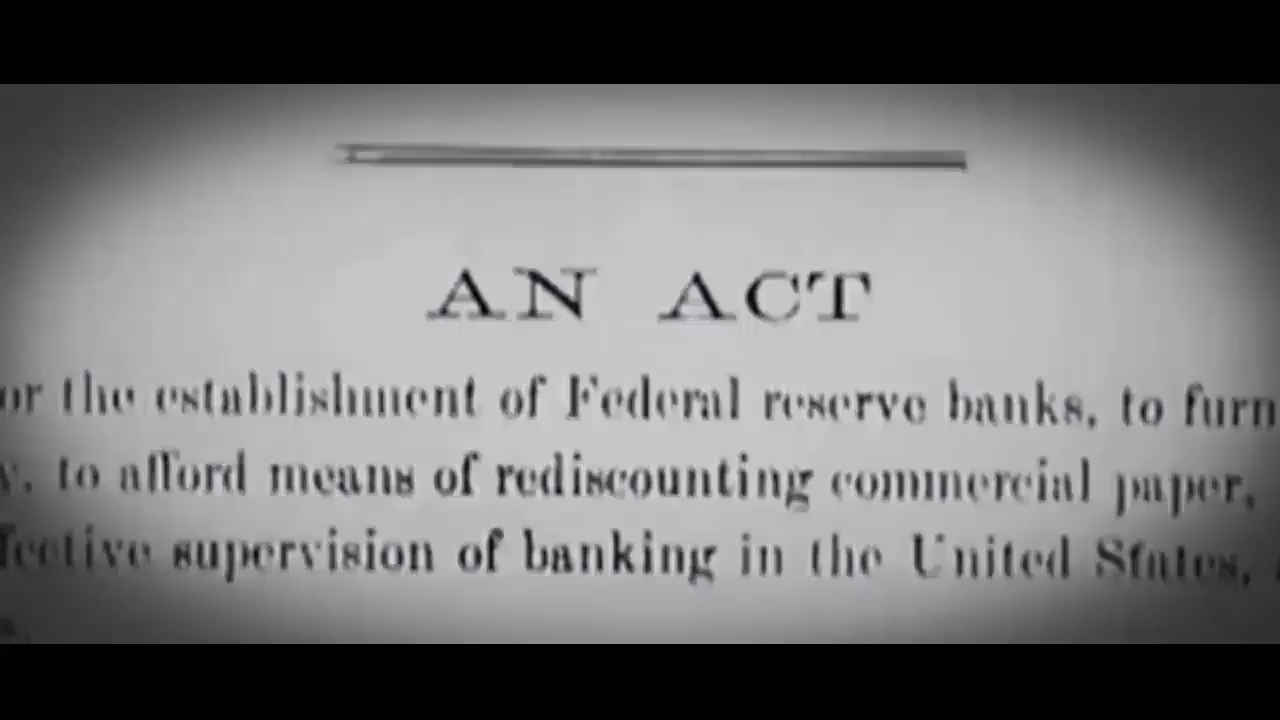 AN ACT
or the establishment of Federal reserve banks, to furn
y, to afford means of rediscounting commercial paper,
fective supervision of banking in the United States,